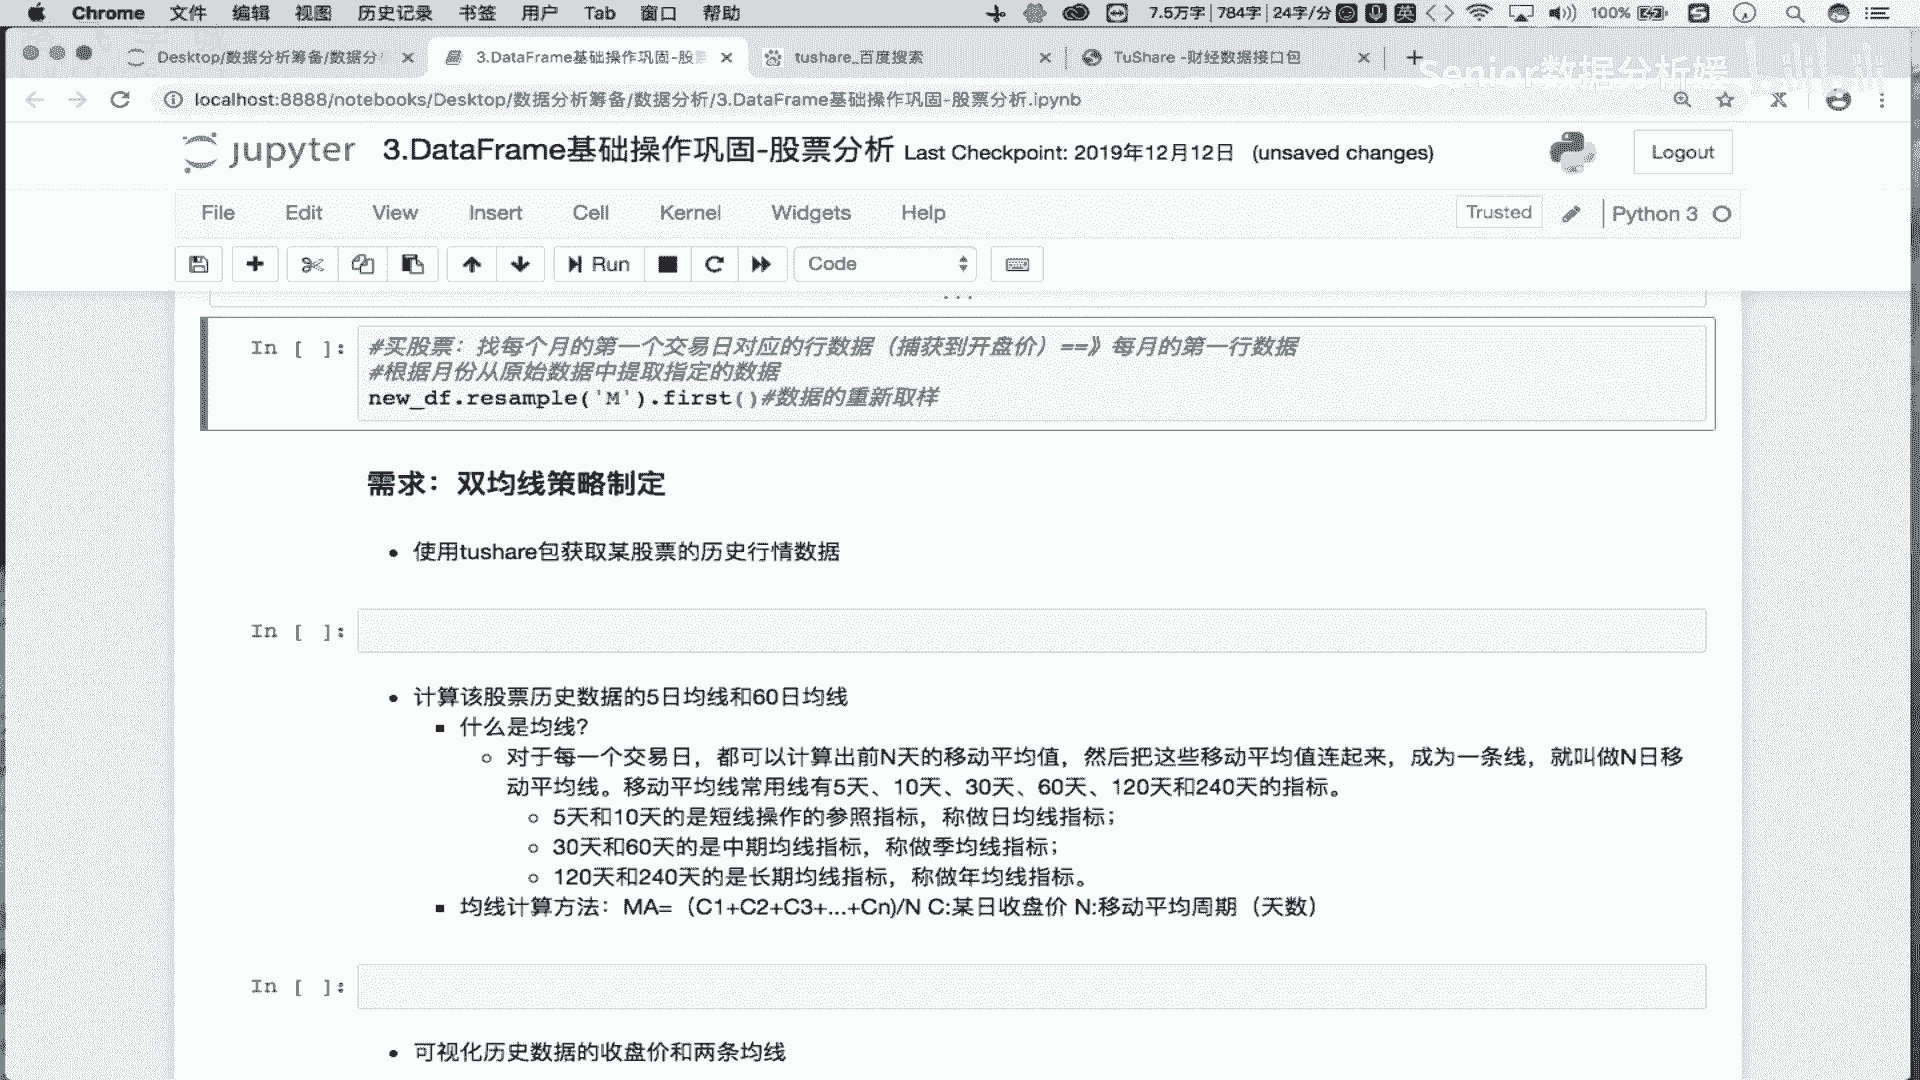 Chrome 文件 编辑 视图 历史记录 书签 用户 Tab 窗口 帮助 7.5万字 784字 24字/分 英 100%
Desktop/数据分析筹备/数据分 3.DataFrame基础操作巩固-股 tushare_百度搜索 TuShare -财经数据接口包
Senior数据分析媛 bilibili
localhost:8888/notebooks/Desktop/数据分析筹备/数据分析/3.DataFrame基础操作巩固-股票分析.ipynb
jupyter 3.DataFrame基础操作巩固-股票分析 Last Checkpoint: 2019年12月12日 (unsaved changes) Logout
File Edit View Insert Cell Kernel Widgets Help Trusted Python 3
Run Code
In [ ]: #买股票：找每个月的第一个交易日对应的行数据（捕获到开盘价）==》每月的第一行数据
#根据月份从原始数据中提取指定的数据
new_df.resample('M').first()#数据的重新取样
需求：双均线策略制定
• 使用tushare包获取某股票的历史行情数据
In [ ]:
• 计算该股票历史数据的5日均线和60日均线
▪ 什么是均线？
◦ 对于每一个交易日，都可以计算出前N天的移动平均值，然后把这些移动平均值连起来，成为一条线，就叫做N日移
动平均线。移动平均线常用线有5天、10天、30天、60天、120天和240天的指标。
◦ 5天和10天的是短线操作的参照指标，称做日均线指标；
◦ 30天和60天的是中期均线指标，称做季均线指标；
◦ 120天和240天的是长期均线指标，称做年均线指标。
▪ 均线计算方法：MA=（C1+C2+C3+...+Cn)/N C:某日收盘价 N:移动平均周期（天数）
In [ ]:
• 可视化历史数据的收盘价和两条均线